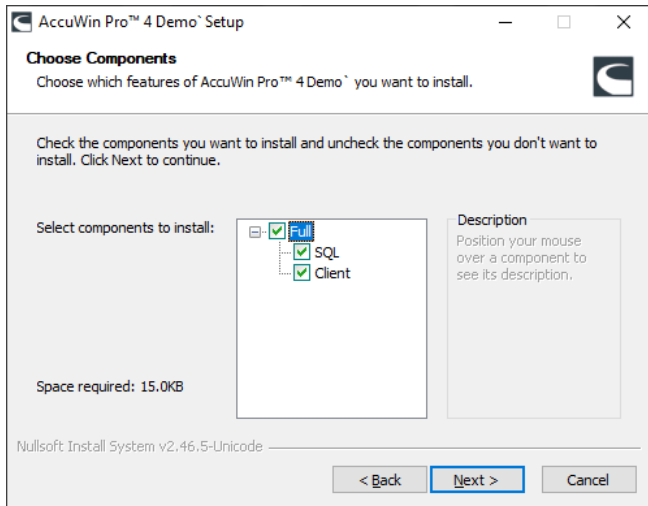 AccuWin Pro™ 4 Demo` Setup
Choose Components
Choose which features of AccuWin Pro™ 4 Demo` you want to install.
Check the components you want to install and uncheck the components you don't want to
install. Click Next to continue.
Select components to install:
Full
SQL
Client
Description
Position your mouse
over a component to
see its description.
Space required: 15.0KB
Nullsoft Install System v2.46.5-Unicode
< Back
Next >
Cancel